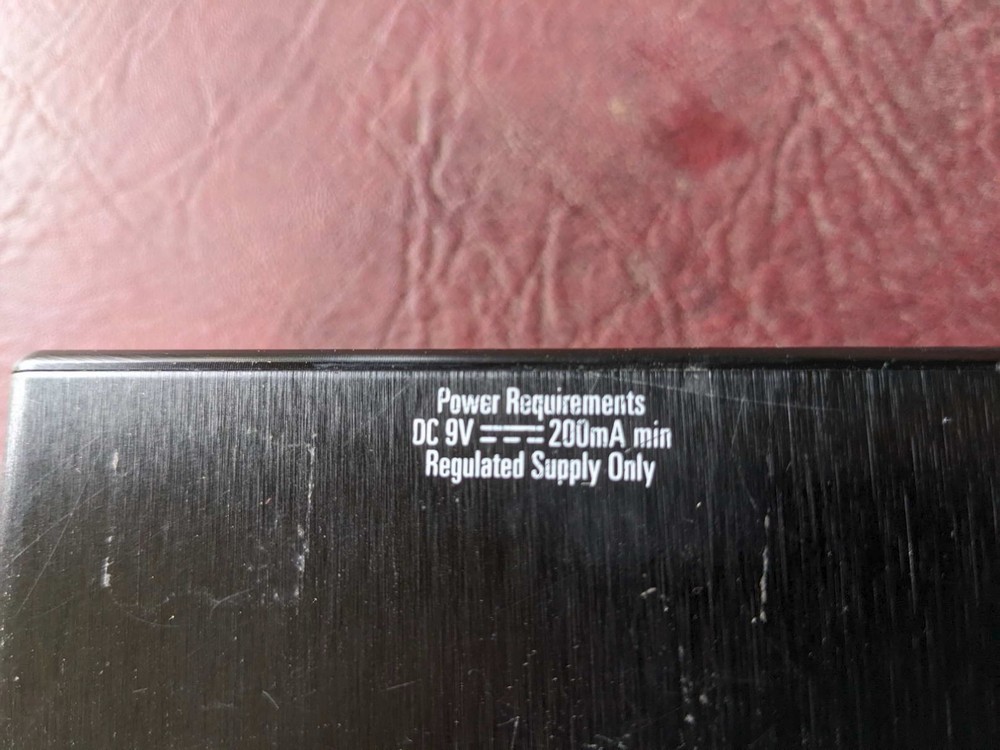 Power Requirements
DC 9V ⎓ 200mA min
Regulated Supply Only